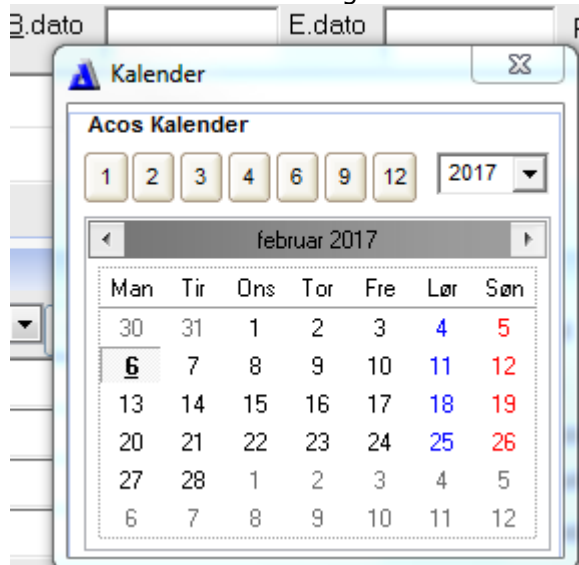 B.dato E.dato
Kalender
Acos Kalender
1 2 3 4 6 9 12 2017
februar 2017
Man Tir Ons Tor Fre Lør Søn
30 31 1 2 3 4 5
6 7 8 9 10 11 12
13 14 15 16 17 18 19
20 21 22 23 24 25 26
27 28 1 2 3 4 5
6 7 8 9 10 11 12